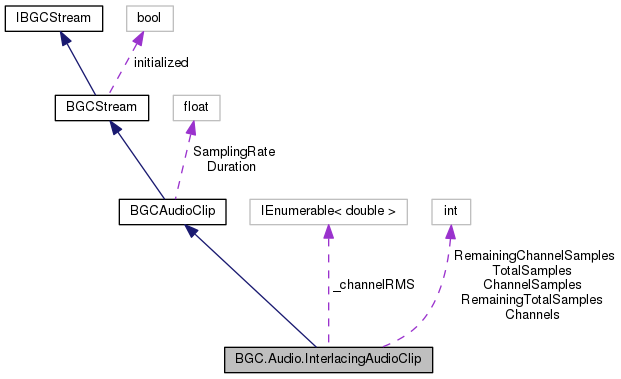 IBGCStream
bool
initialized
BGCStream
float
SamplingRate
Duration
BGCAudioClip
IEnumerable< double >
int
RemainingChannelSamples
TotalSamples
_channelRMS
ChannelSamples
RemainingTotalSamples
Channels
BGC.Audio.InterlacingAudioClip